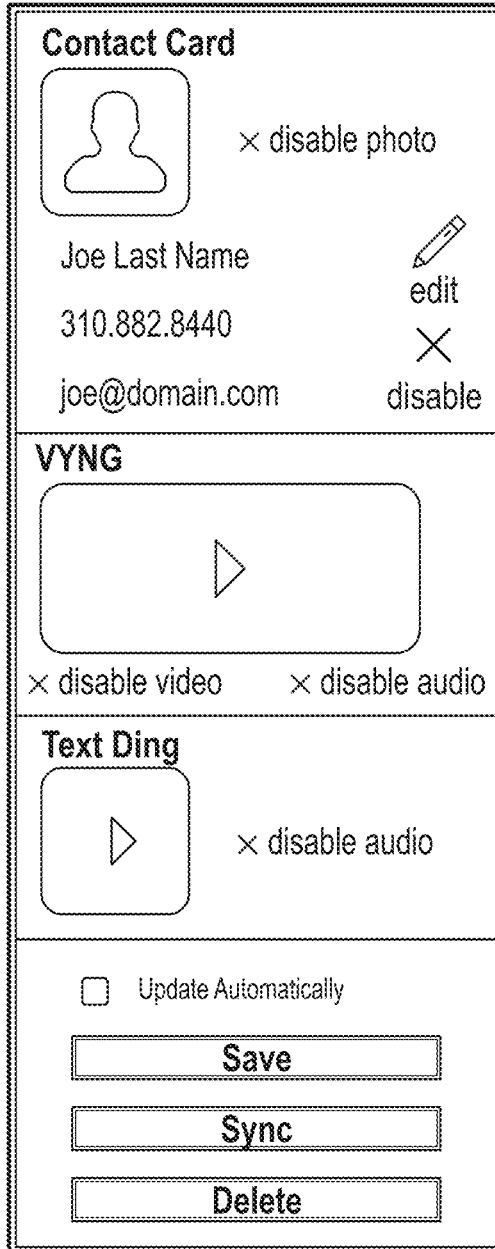 Contact Card
× disable photo
Joe Last Name
edit
310.882.8440
joe@domain.com
disable
VYNG
× disable video × disable audio
Text Ding
× disable audio
Update Automatically
Save
Sync
Delete